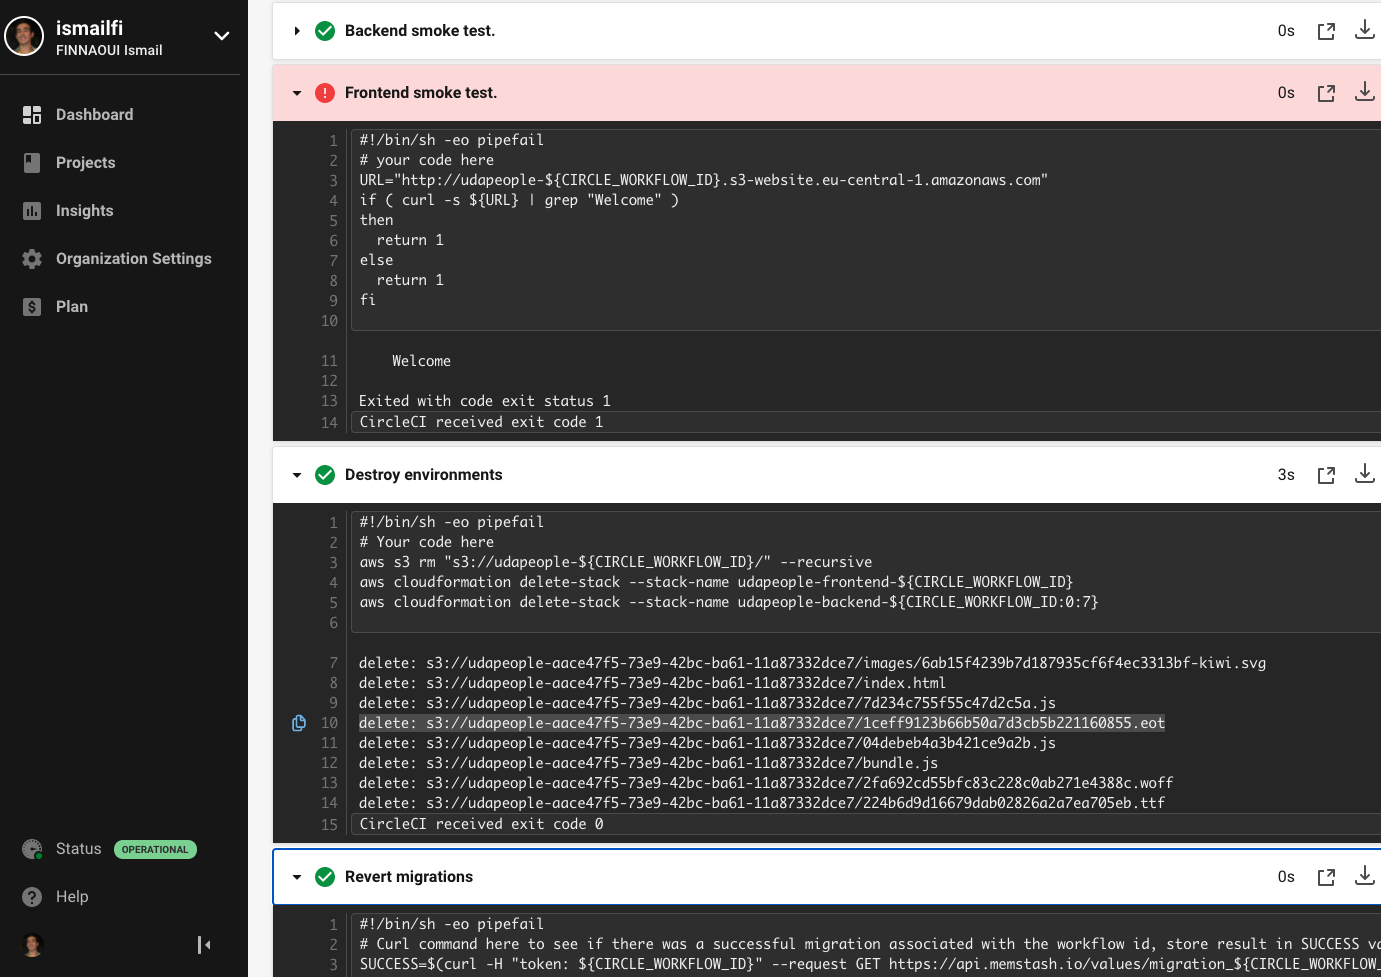 ismailfi
FINNAOUI Ismail
Dashboard
Projects
Insights
Organization Settings
Plan
Status OPERATIONAL
Help
Backend smoke test. 0s
Frontend smoke test. 0s
1 #!/bin/sh -eo pipefail
2 # your code here
3 URL="http://udapeople-${CIRCLE_WORKFLOW_ID}.s3-website.eu-central-1.amazonaws.com"
4 if ( curl -s ${URL} | grep "Welcome" )
5 then
6   return 1
7 else
8   return 1
9 fi
10
11     Welcome
12
13 Exited with code exit status 1
14 CircleCI received exit code 1
Destroy environments 3s
1 #!/bin/sh -eo pipefail
2 # Your code here
3 aws s3 rm "s3://udapeople-${CIRCLE_WORKFLOW_ID}/" --recursive
4 aws cloudformation delete-stack --stack-name udapeople-frontend-${CIRCLE_WORKFLOW_ID}
5 aws cloudformation delete-stack --stack-name udapeople-backend-${CIRCLE_WORKFLOW_ID:0:7}
6
7 delete: s3://udapeople-aace47f5-73e9-42bc-ba61-11a87332dce7/images/6ab15f4239b7d187935cf6f4ec3313bf-kiwi.svg
8 delete: s3://udapeople-aace47f5-73e9-42bc-ba61-11a87332dce7/index.html
9 delete: s3://udapeople-aace47f5-73e9-42bc-ba61-11a87332dce7/7d234c755f55c47d2c5a.js
10 delete: s3://udapeople-aace47f5-73e9-42bc-ba61-11a87332dce7/1ceff9123b66b50a7d3cb5b221160855.eot
11 delete: s3://udapeople-aace47f5-73e9-42bc-ba61-11a87332dce7/04debeb4a3b421ce9a2b.js
12 delete: s3://udapeople-aace47f5-73e9-42bc-ba61-11a87332dce7/bundle.js
13 delete: s3://udapeople-aace47f5-73e9-42bc-ba61-11a87332dce7/2fa692cd55bfc83c228c0ab271e4388c.woff
14 delete: s3://udapeople-aace47f5-73e9-42bc-ba61-11a87332dce7/224b6d9d16679dab02826a2a7ea705eb.ttf
15 CircleCI received exit code 0
Revert migrations 0s
1 #!/bin/sh -eo pipefail
2 # Curl command here to see if there was a successful migration associated with the workflow id, store result in SUCCESS va
3 SUCCESS=$(curl -H "token: ${CIRCLE_WORKFLOW_ID}" --request GET https://api.memstash.io/values/migration_${CIRCLE_WORKFLOW_